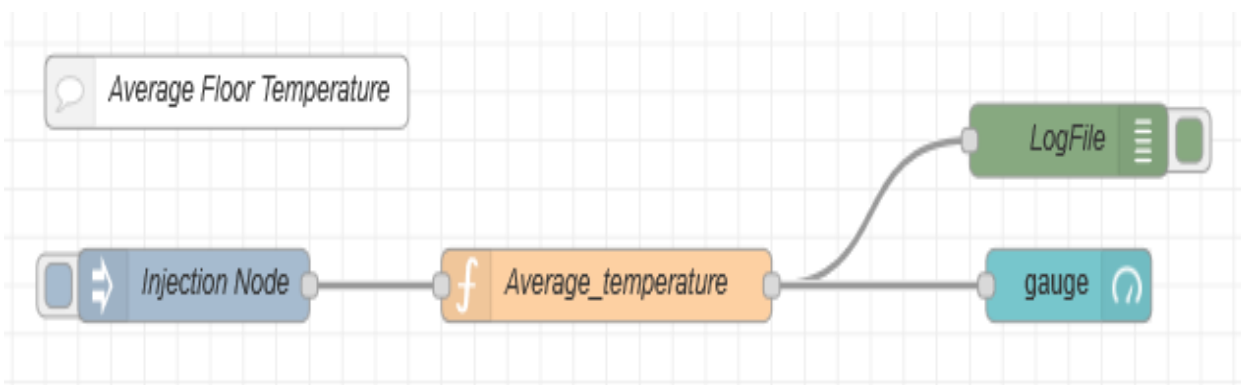 Average Floor Temperature
LogFile
Injection Node
Average_temperature
gauge